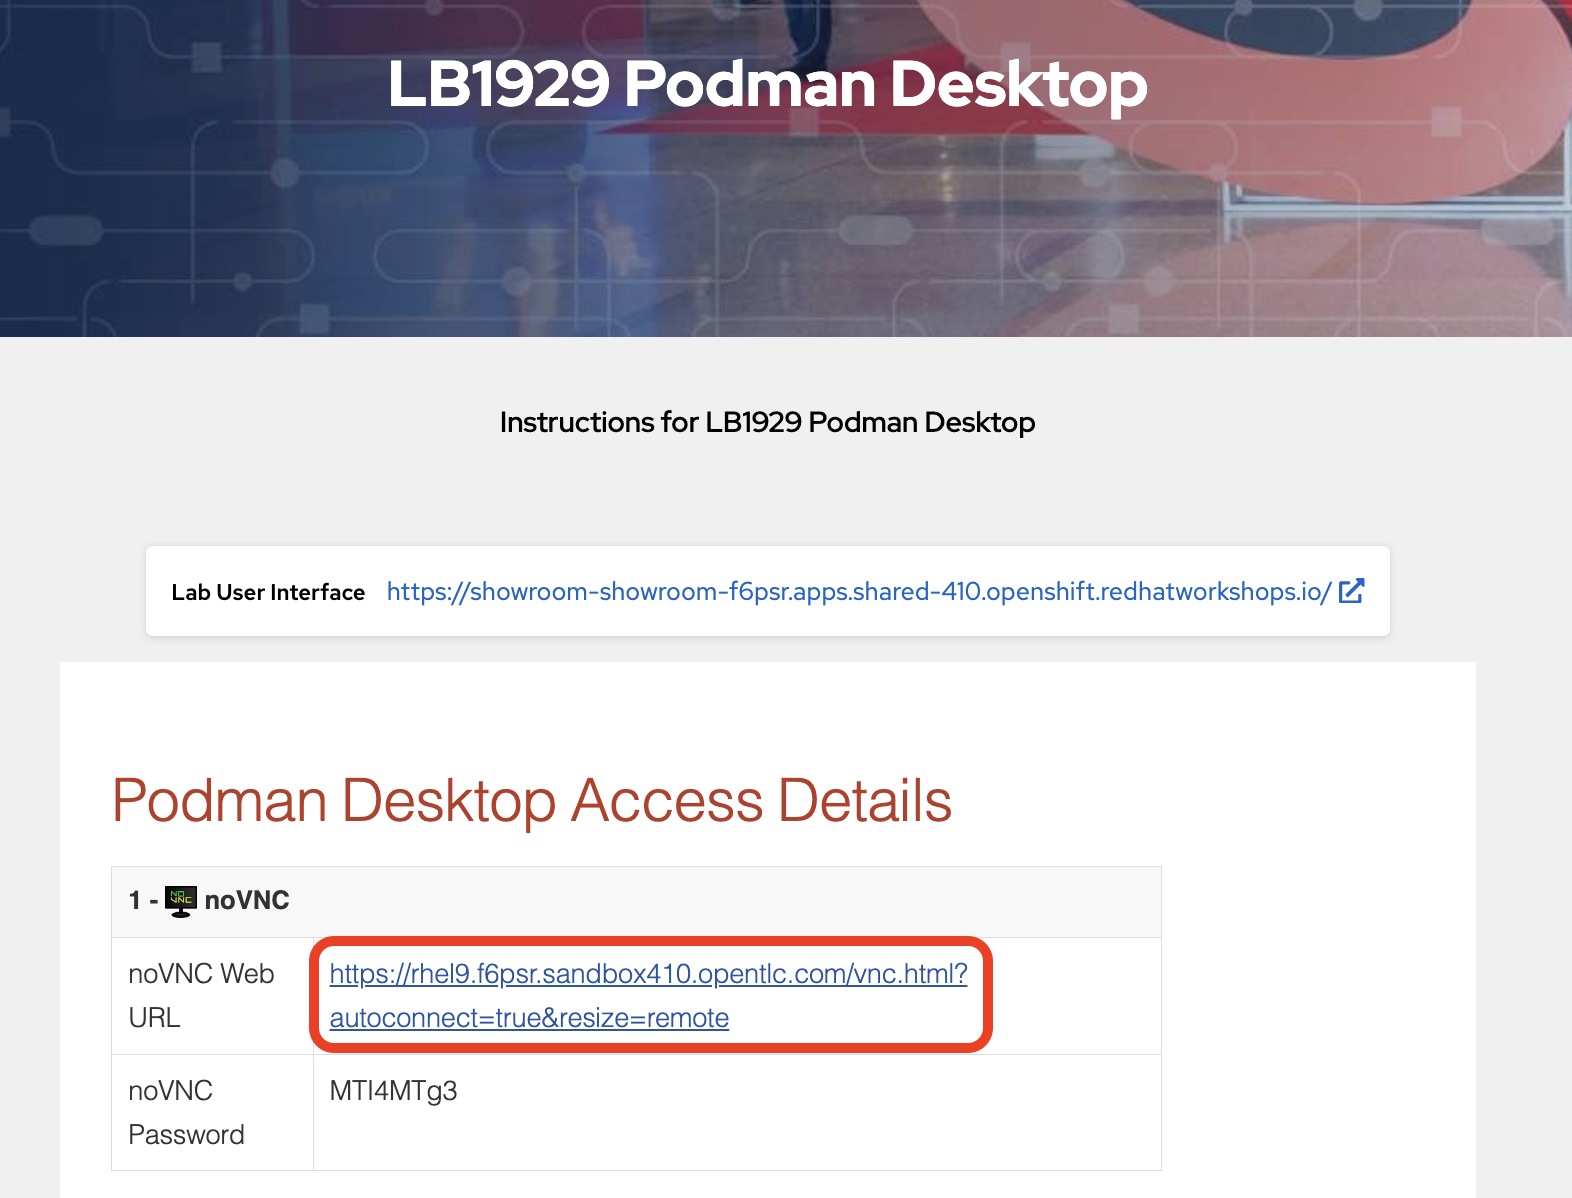 LB1929 Podman Desktop
Instructions for LB1929 Podman Desktop
Lab User Interface https://showroom-showroom-f6psr.apps.shared-410.openshift.redhatworkshops.io/
Podman Desktop Access Details
1 - NO VNC noVNC
noVNC Web URL
https://rhel9.f6psr.sandbox410.opentlc.com/vnc.html?
autoconnect=true&resize=remote
noVNC Password
MTI4MTg3